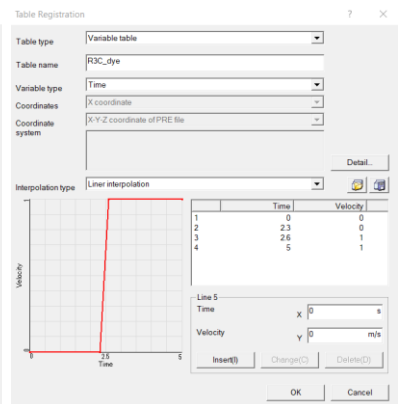 Table Registration ? ×
Table type Variable table
Table name R3C_dye
Variable type Time
Coordinates X coordinate
Coordinate system X-Y-Z coordinate of PRE file
Detail...
Interpolation type Liner interpolation
Time Velocity
1 0 0
2 2.3 0
3 2.6 1
4 5 1
1
Velocity
0
0 2.5 5
Time
Line 5
Time X 0 s
Velocity Y 0 m/s
Insert(I) Change(C) Delete(D)
OK Cancel